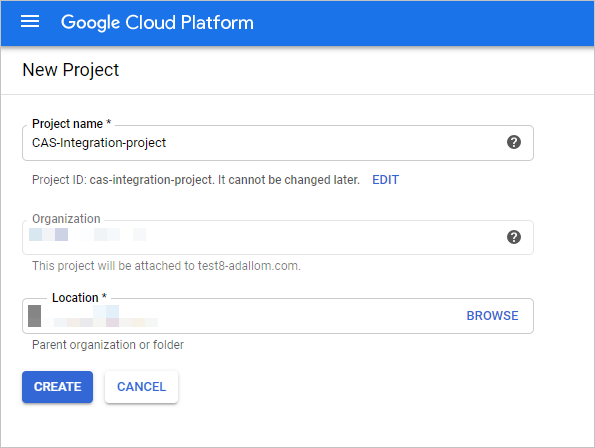 Google Cloud Platform
New Project
Project name *
CAS-Integration-project
Project ID: cas-integration-project. It cannot be changed later. EDIT
Organization
This project will be attached to test8-adallom.com.
Location *
BROWSE
Parent organization or folder
CREATE CANCEL